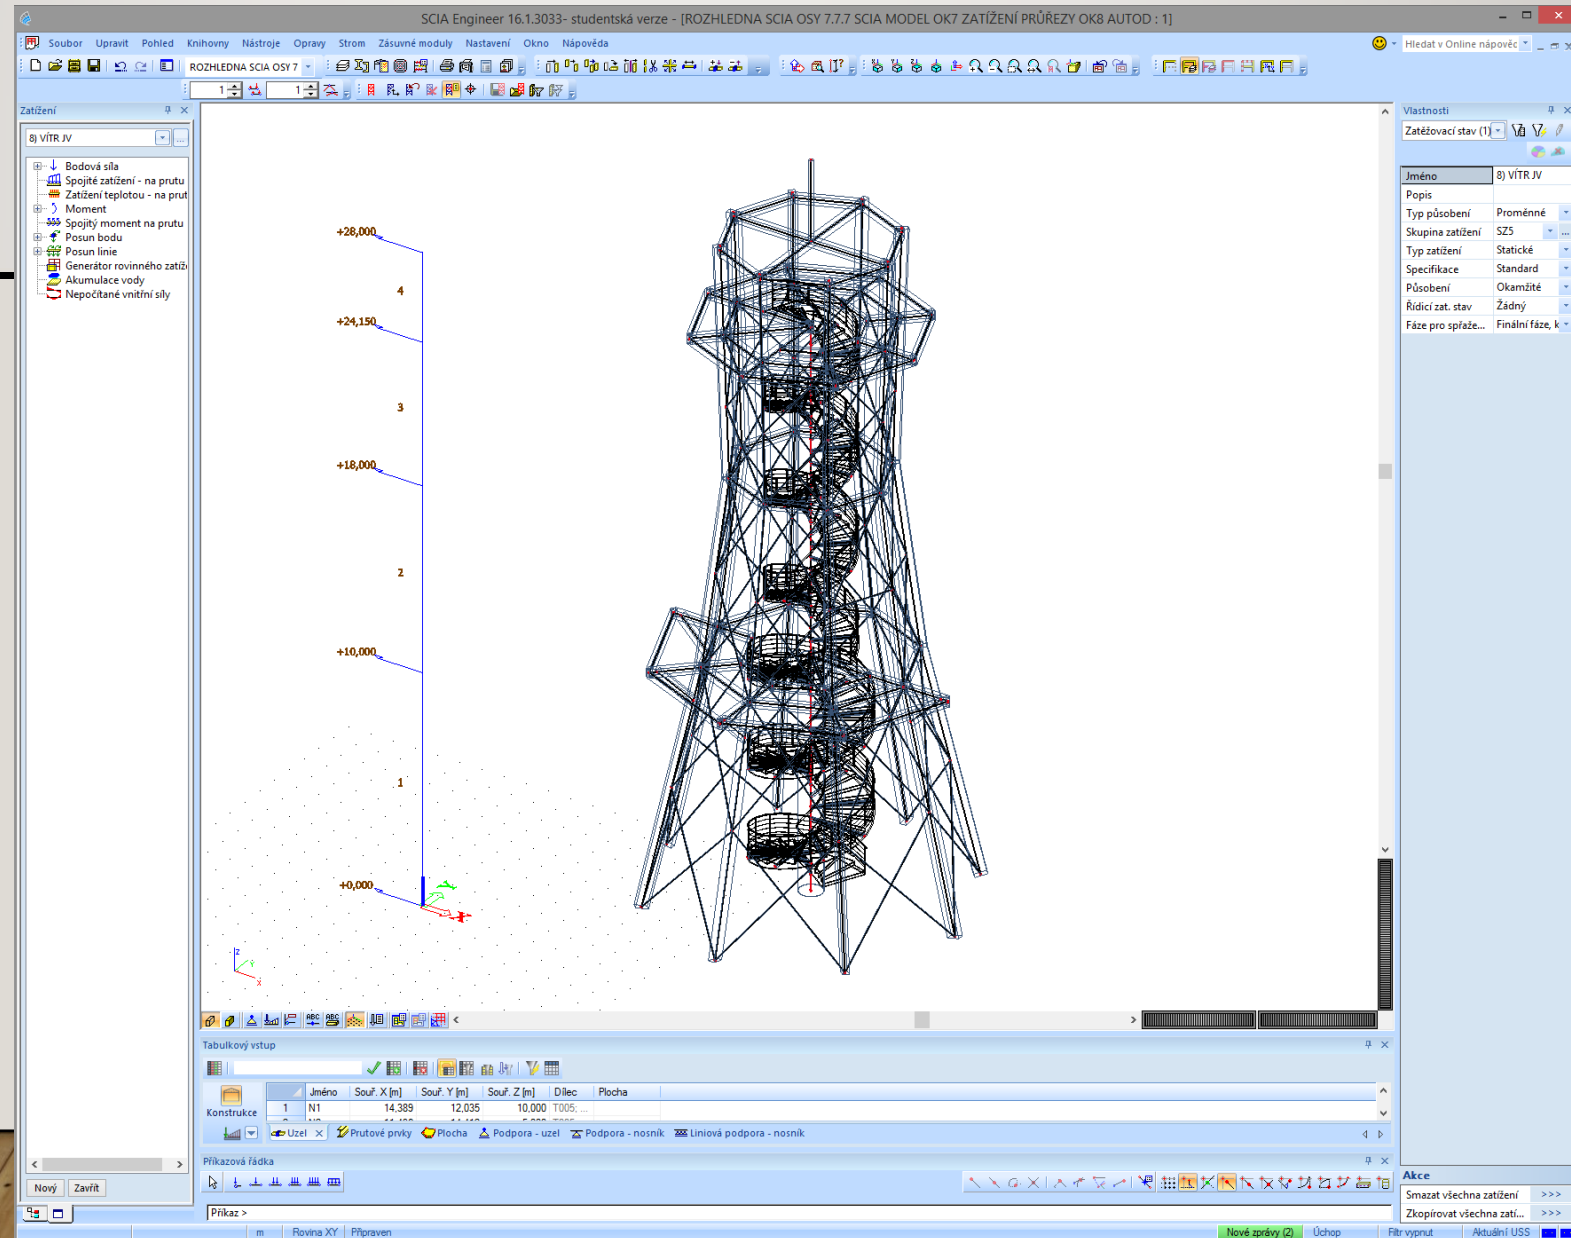 SCIA Engineer 16.1.3033- studentská verze - [ROZHLEDNA SCIA OSY 7.7.7 SCIA MODEL OK7 ZATÍŽENÍ PRŮŘEZY OK8 AUTOD : 1]
Soubor Upravit Pohled Knihovny Nástroje Opravy Strom Zásuvné moduly Nastavení Okno Nápověda
Hledat v Online nápověc
ROZHLEDNA SCIA OSY 7
1 1
Zatížení
8) VÍTR JV
Bodová síla
Spojité zatížení - na prutu
Zatížení teplotou - na prut
Moment
Spojitý moment na prutu
Posun bodu
Posun linie
Generátor rovinného zatíž
Akumulace vody
Nepočítané vnitřní síly
Nový Zavřít
+28,000
4
+24,150
3
+18,000
2
+10,000
1
+0,000
z
x
Vlastnosti
Zatěžovací stav (1)
Jméno 8) VÍTR JV
Popis
Typ působení Proměnné
Skupina zatížení SZ5
Typ zatížení Statické
Specifikace Standard
Působení Okamžité
Řídicí zat. stav Žádný
Fáze pro spřaže... Finální fáze, k
Tabulkový vstup
Konstrukce
Jméno Souř. X [m] Souř. Y [m] Souř. Z [m] Dílec Plocha
1 N1 14,389 12,035 10,000 T005; ...
Uzel Prutové prvky Plocha Podpora - uzel Podpora - nosník Liniová podpora - nosník
Příkazová řádka
Příkaz >
Akce
Smazat všechna zatížení >>>
Zkopírovat všechna zatí... >>>
m Rovina XY Připraven Nové zprávy (2) Úchop Filtr vypnut Aktuální USS